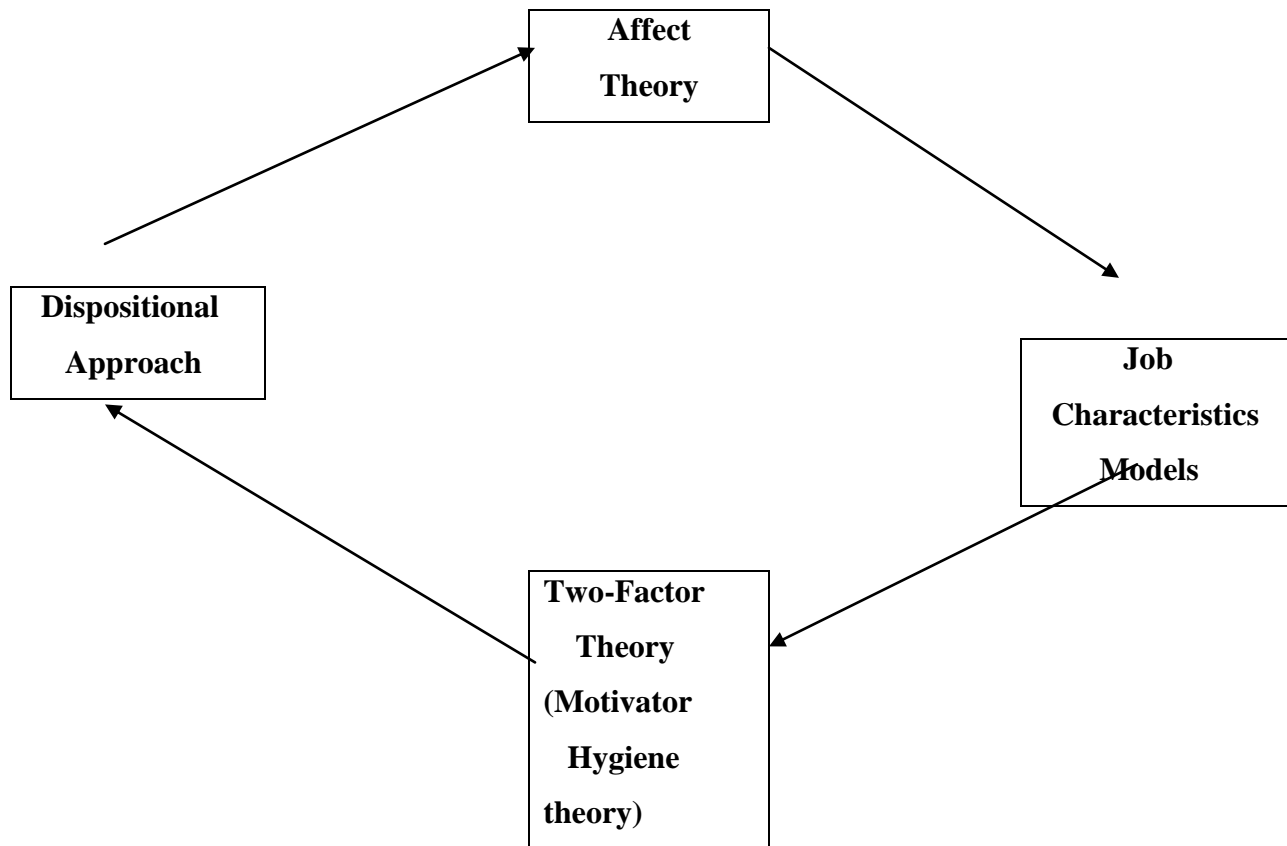 Affect
Theory
Dispositional
Approach
Job
Characteristics
Models
Two-Factor
Theory
(Motivator
Hygiene
theory)